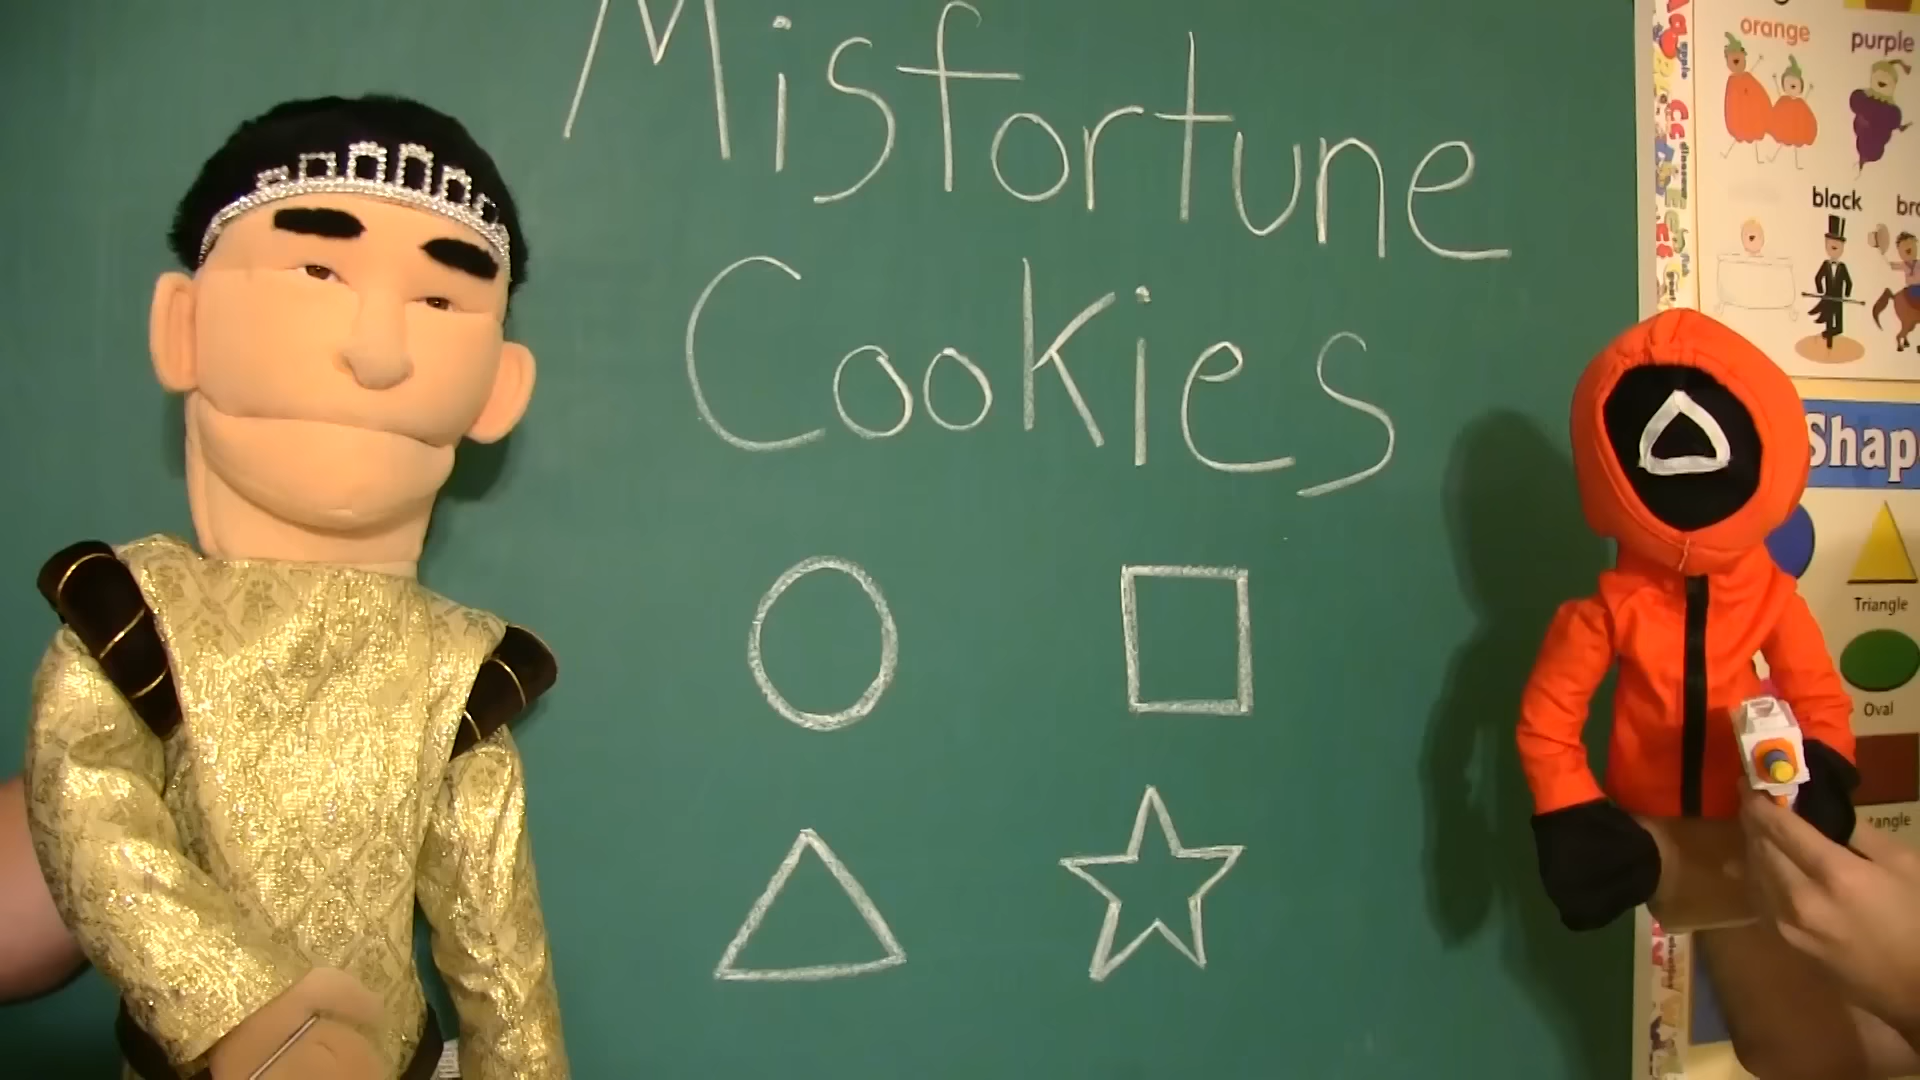 Misfortune
Cookies
orange
purple
black
Shap
Triangle
Oval